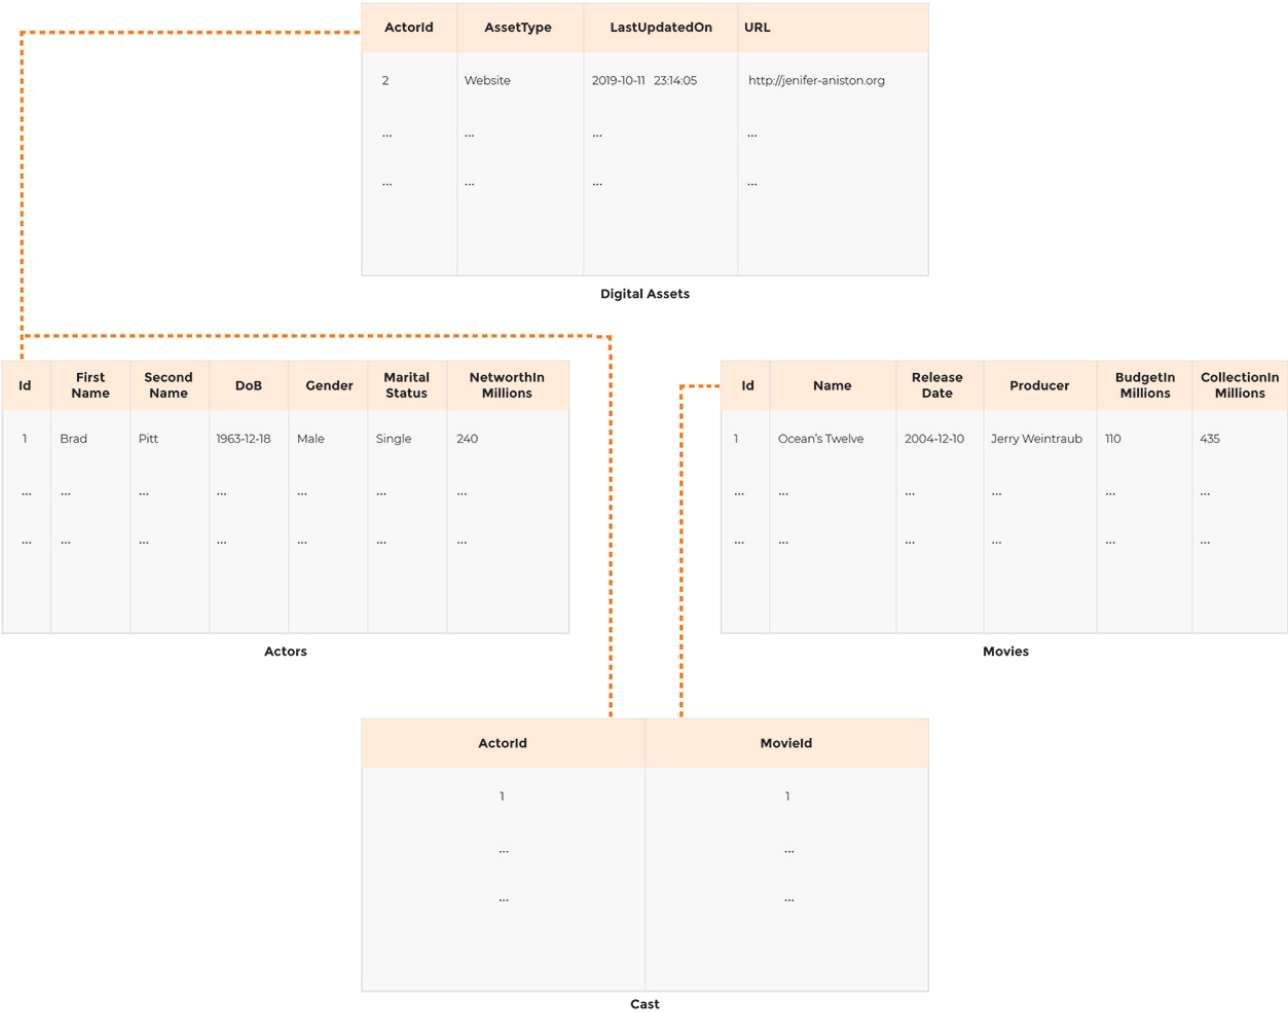 ActorId AssetType LastUpdatedOn URL
2 Website 2019-10-11 23:14:05 http://jenifer-aniston.org
... ... ... ...
... ... ... ...
Digital Assets
Id First Name Second Name DoB Gender Marital Status NetworthIn Millions
1 Brad Pitt 1963-12-18 Male Single 240
... ... ... ... ... ... ...
... ... ... ... ... ... ...
Actors
Id Name Release Date Producer BudgetIn Millions CollectionIn Millions
1 Ocean's Twelve 2004-12-10 Jerry Weintraub 110 435
... ... ... ... ... ...
... ... ... ... ... ...
Movies
ActorId MovieId
1 1
... ...
... ...
Cast